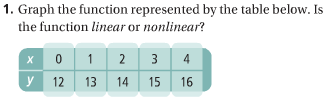 1. Graph the function represented by the table below. Is
the function linear or nonlinear?
x 0 1 2 3 4
y 12 13 14 15 16